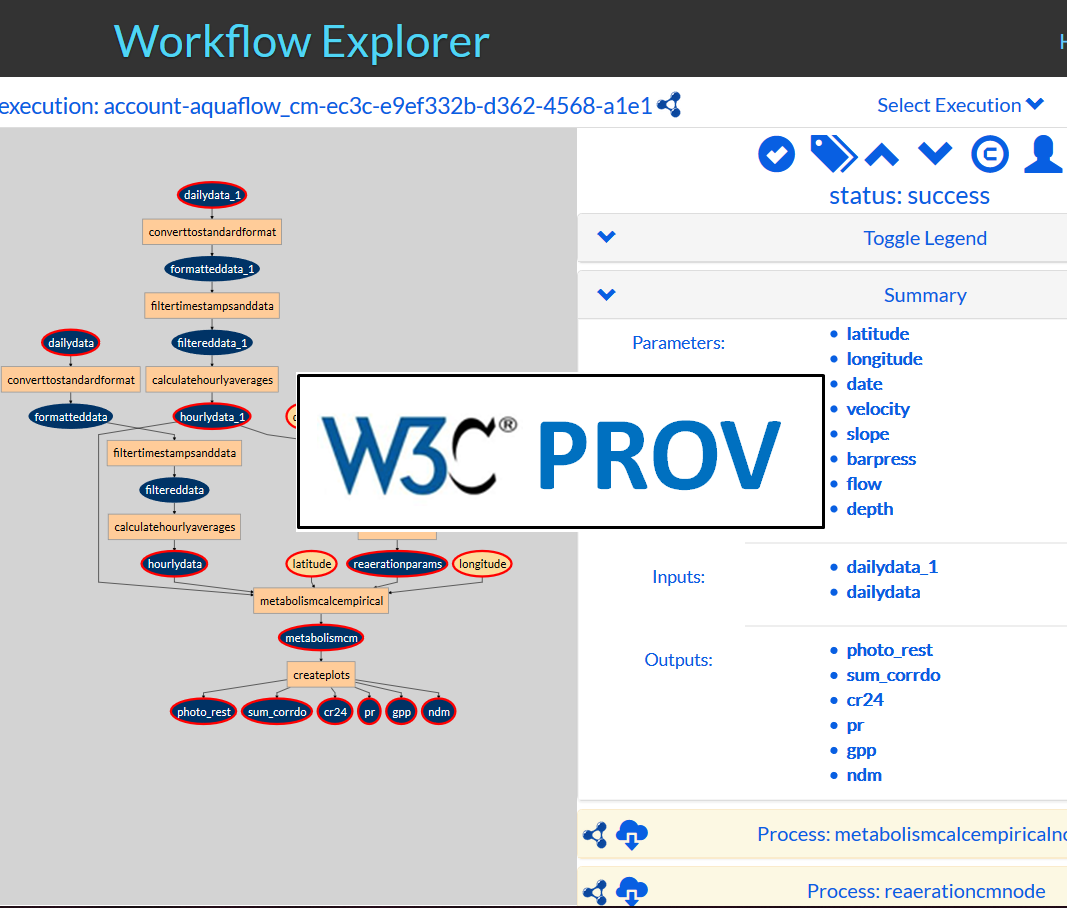 Workflow Explorer
execution: account-aquaflow_cm-ec3c-e9ef332b-d362-4568-a1e1
Select Execution
status: success
Toggle Legend
Summary
Parameters:
latitude
longitude
date
velocity
slope
barpress
flow
depth
Inputs:
dailydata_1
dailydata
Outputs:
photo_rest
sum_corrdo
cr24
pr
gpp
ndm
Process: metabolismcalcempiricalno
Process: reaerationcmnode
dailydata_1
converttostandardformat
formatteddata_1
filtertimestampsanddata
dailydata
filtereddata_1
converttostandardformat
calculatehourlyaverages
formatteddata
hourlydata_1
filtertimestampsanddata
filtereddata
calculatehourlyaverages
hourlydata
latitude
reaerationparams
longitude
metabolismcalcempirical
metabolismcm
createplots
photo_rest
sum_corrdo
cr24
pr
gpp
ndm
W3C® PROV